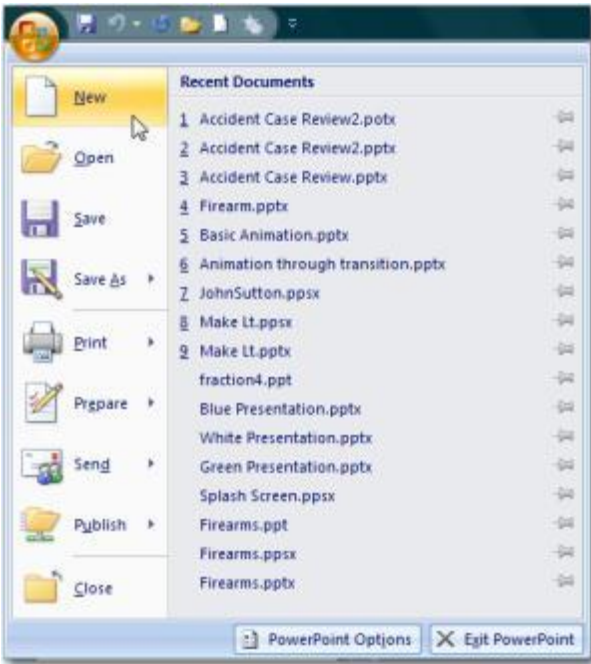 New
Open
Save
Save As
Print
Prepare
Send
Publish
Close
Recent Documents
1 Accident Case Review2.potx
2 Accident Case Review2.pptx
3 Accident Case Review.pptx
4 Firearm.pptx
5 Basic Animation.pptx
6 Animation through transition.pptx
7 JohnSutton.ppsx
8 Make Lt.ppsx
9 Make Lt.pptx
fraction4.ppt
Blue Presentation.pptx
White Presentation.pptx
Green Presentation.pptx
Splash Screen.ppsx
Firearms.ppt
Firearms.ppsx
Firearms.pptx
PowerPoint Options
Exit PowerPoint